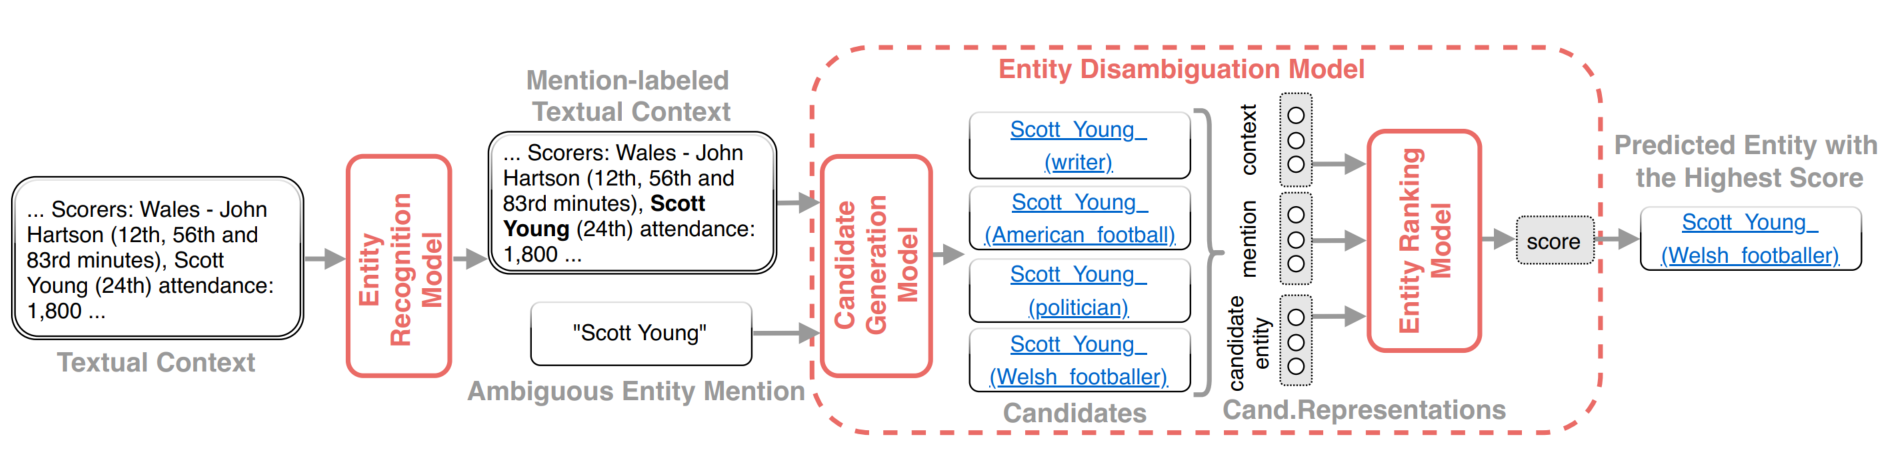 ... Scorers: Wales - John
Hartson (12th, 56th and
83rd minutes), Scott
Young (24th) attendance:
1,800 ...
Textual Context
Entity
Recognition
Model
Mention-labeled
Textual Context
... Scorers: Wales - John
Hartson (12th, 56th and
83rd minutes), Scott
Young (24th) attendance:
1,800 ...
"Scott Young"
Ambiguous Entity Mention
Entity Disambiguation Model
Candidate
Generation
Model
Scott_Young_
(writer)
Scott_Young_
(American_football)
Scott_Young_
(politician)
Scott_Young_
(Welsh_footballer)
Candidates
context
mention
candidate
entity
Cand.Representations
Entity Ranking
Model
score
Predicted Entity with
the Highest Score
Scott_Young_
(Welsh_footballer)